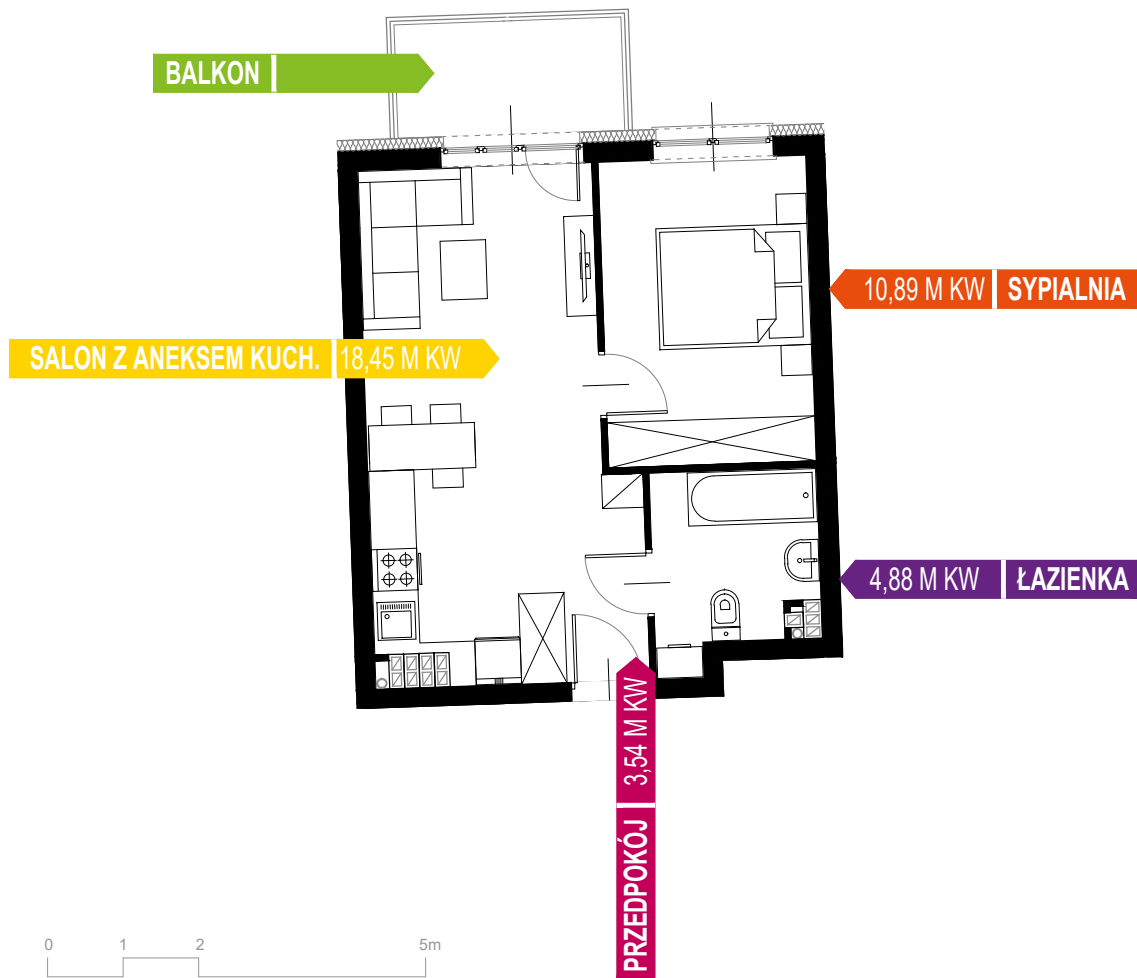 BALKON
10,89 M KW SYPIALNIA
SALON Z ANEKSEM KUCH. 18,45 M KW
4,88 M KW ŁAZIENKA
PRZEDPOKÓJ 3,54 M KW
0 1 2 5m